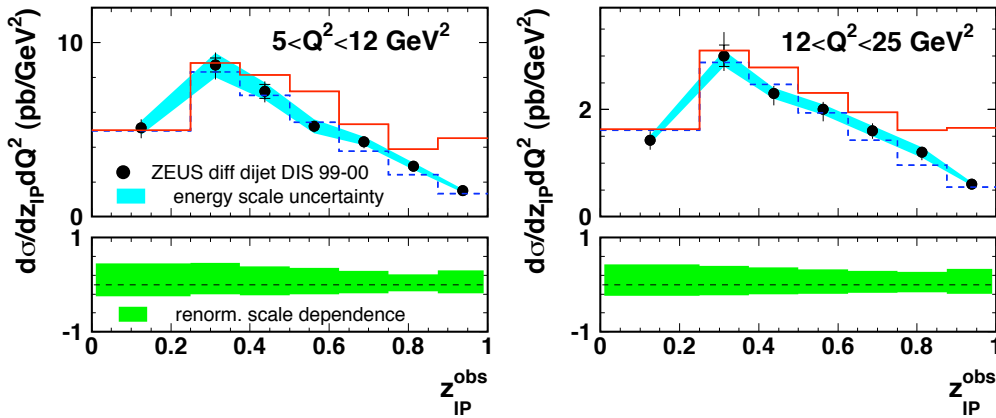 5<Q² <12 GeV²
dσ/dz_IP dQ² (pb/GeV²)
10
5
0
ZEUS diff dijet DIS 99-00
energy scale uncertainty
1
-1
renorm. scale dependence
0 0.2 0.4 0.6 0.8 1
z_IP^obs
12<Q² <25 GeV²
dσ/dz_IP dQ² (pb/GeV²)
2
0
1
-1
0 0.2 0.4 0.6 0.8 1
z_IP^obs